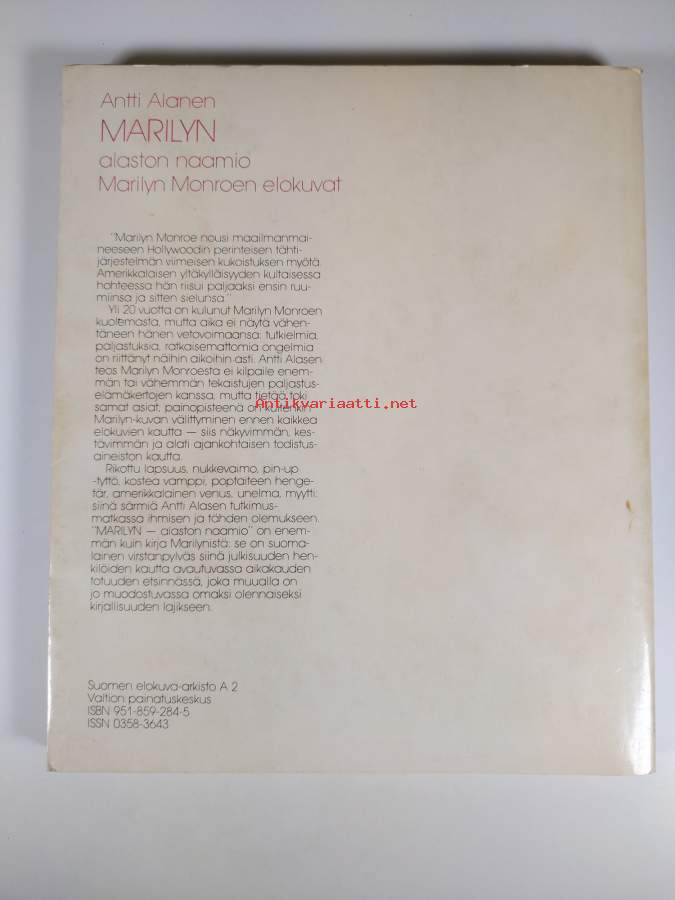 Antti Alanen
MARILYN
alaston naamio
Marilyn Monroen elokuvat
"Marilyn Monroe nousi maailmanmai-
neeseen Hollywoodin perinteisen tähti-
järjestelmän viimeisen kukoistuksen myötä.
Amerikkalaisen yltäkylläisyyden kultaisessa
hohteessa hän riisui paljaaksi ensin ruu-
miinsa ja sitten sielunsa."
Yli 20 vuotta on kulunut Marilyn Monroen
kuolemasta, mutta aika ei näytä vähen-
täneen hänen vetovoimaansa: tutkielmia,
paljastuksia, ratkaisemattomia ongelmia
on riittänyt näihin aikoihin asti. Antti Alasen
teos Marilyn Monroesta ei kilpaile enem-
män tai vähemmän tekaistujen paljastus-
elämäkertojen kanssa, mutta tietää toki
samat asiat, painopisteenä on kuitenkin
Antikvariaatti.net
Marilyn-kuvan välittyminen ennen kaikkea
elokuvien kautta — siis näkyvimmän, kes-
tävimmän ja alati ajankohtaisen todistus-
aineiston kautta.
Rikottu lapsuus, nukkevaimo, pin-up
-tyttö, kostea vamppi, poptaiteen henge-
tär, amerikkalainen venus, unelma, myytti:
siinä särmiä Antti Alasen tutkimus-
matkassa ihmisen ja tähden olemukseen.
"MARILYN — alaston naamio" on enem-
män kuin kirja Marilynistä: se on suoma-
lainen virstanpylväs siinä julkisuuden hen-
kilöiden kautta avautuvassa aikakauden
totuuden etsinnässä, joka muualla on
jo muodostuvassa omaksi olennaiseksi
kirjallisuuden lajikseen.
Suomen elokuva-arkisto A 2
Valtion painatuskeskus
ISBN 951-859-284-5
ISSN 0358-3643